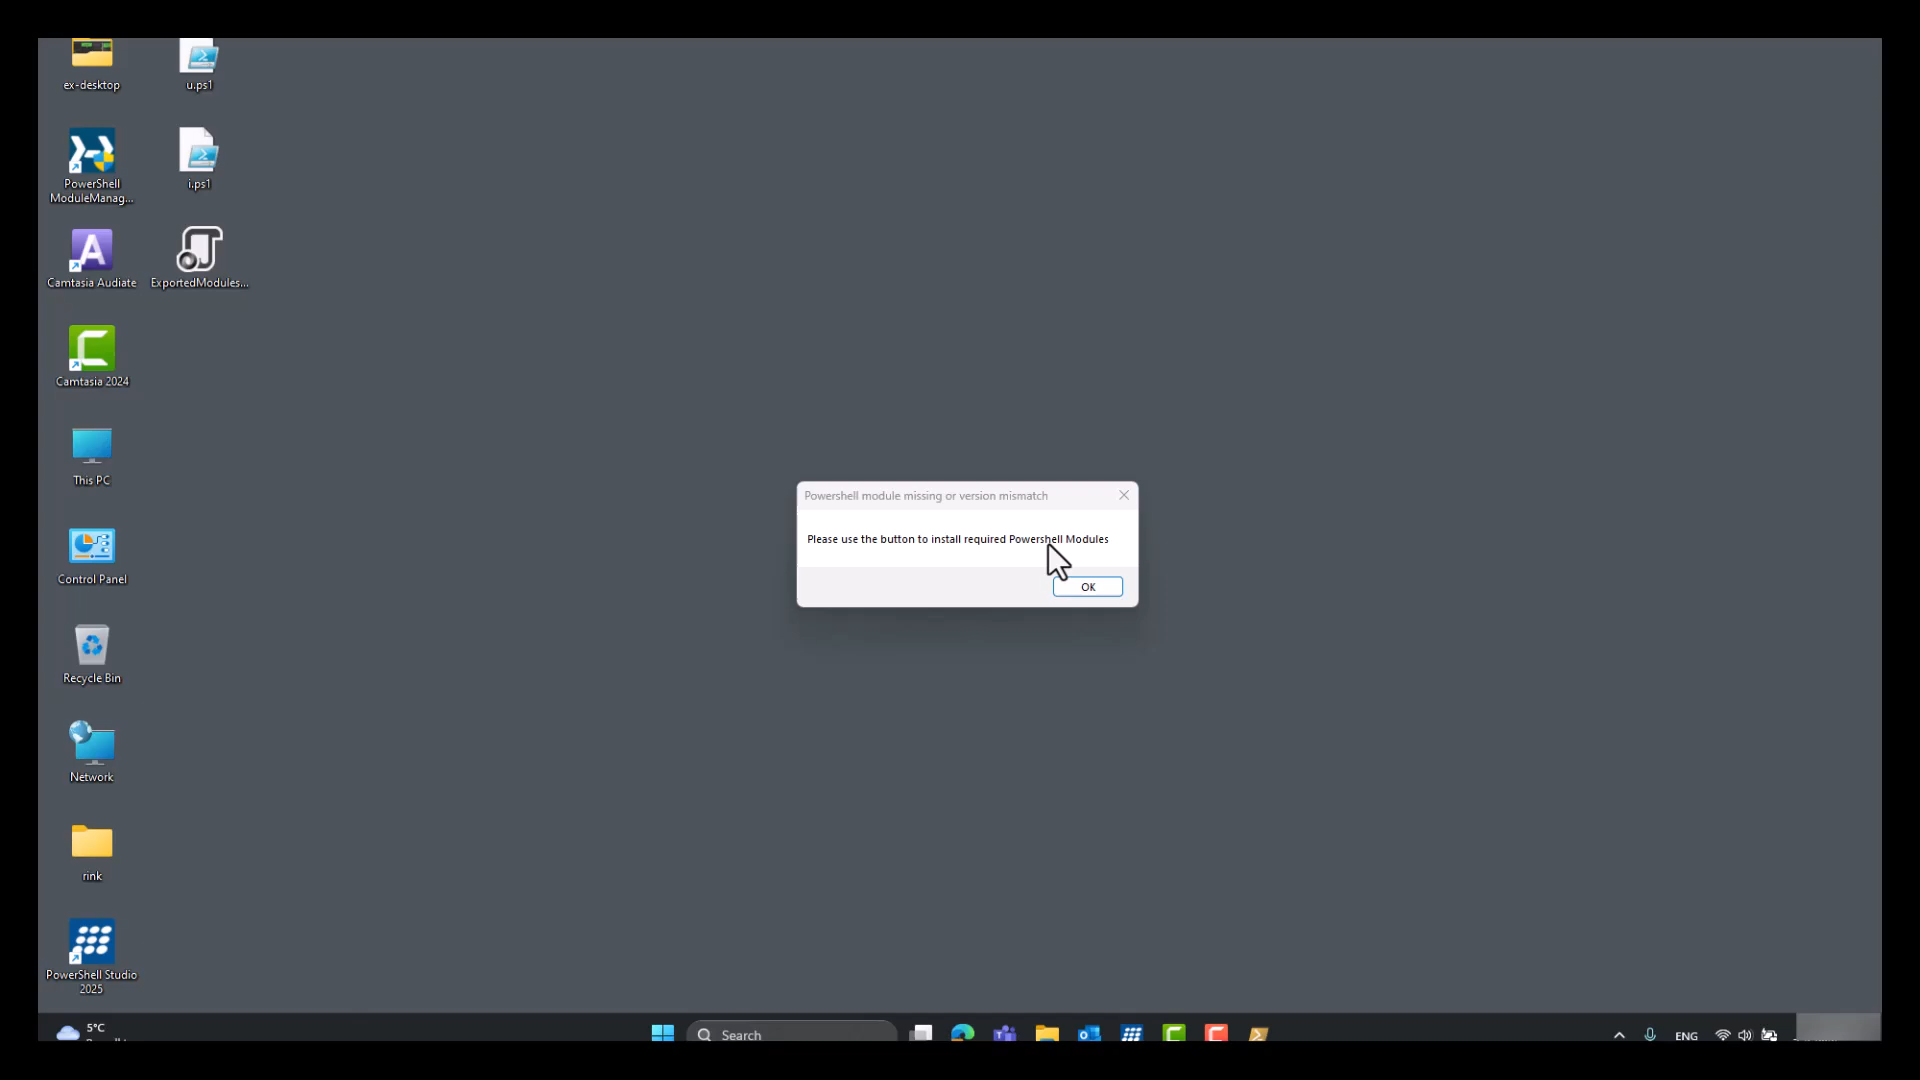 ex-desktop
u.ps1
PowerShell
ModuleManag...
i.ps1
Camtasia Audiate
ExportedModules...
Camtasia 2024
This PC
Control Panel
Recycle Bin
Network
rink
PowerShell Studio
2025
Powershell module missing or version mismatch
Please use the button to install required Powershell Modules
OK
5°C
Search
ENG